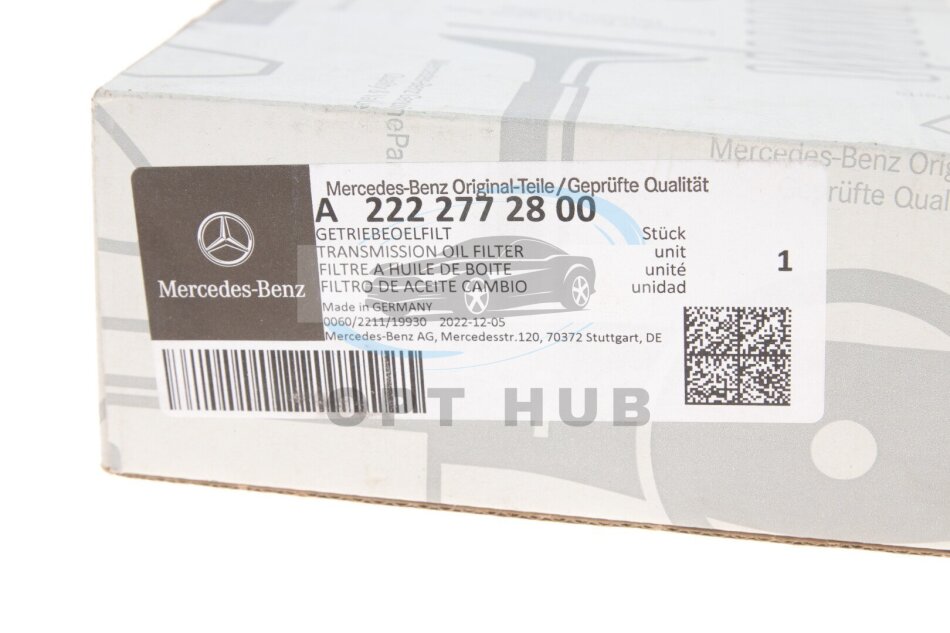 Mercedes-Benz Orig
Geprüfte Qualitä
Mercedes-Benz
Mercedes-Benz Original-Teile/Geprüfte Qualität
A 222 277 28 00
GETRIEBEOELFILT Stück
TRANSMISSION OIL FILTER unit
FILTRE A HUILE DE BOITE unité 1
FILTRO DE ACEITE CAMBIO unidad
Made in GERMANY
0060/2211/19930 2022-12-05
Mercedes-Benz AG, Mercedesstr.120, 70372 Stuttgart, DE
OPT HUB